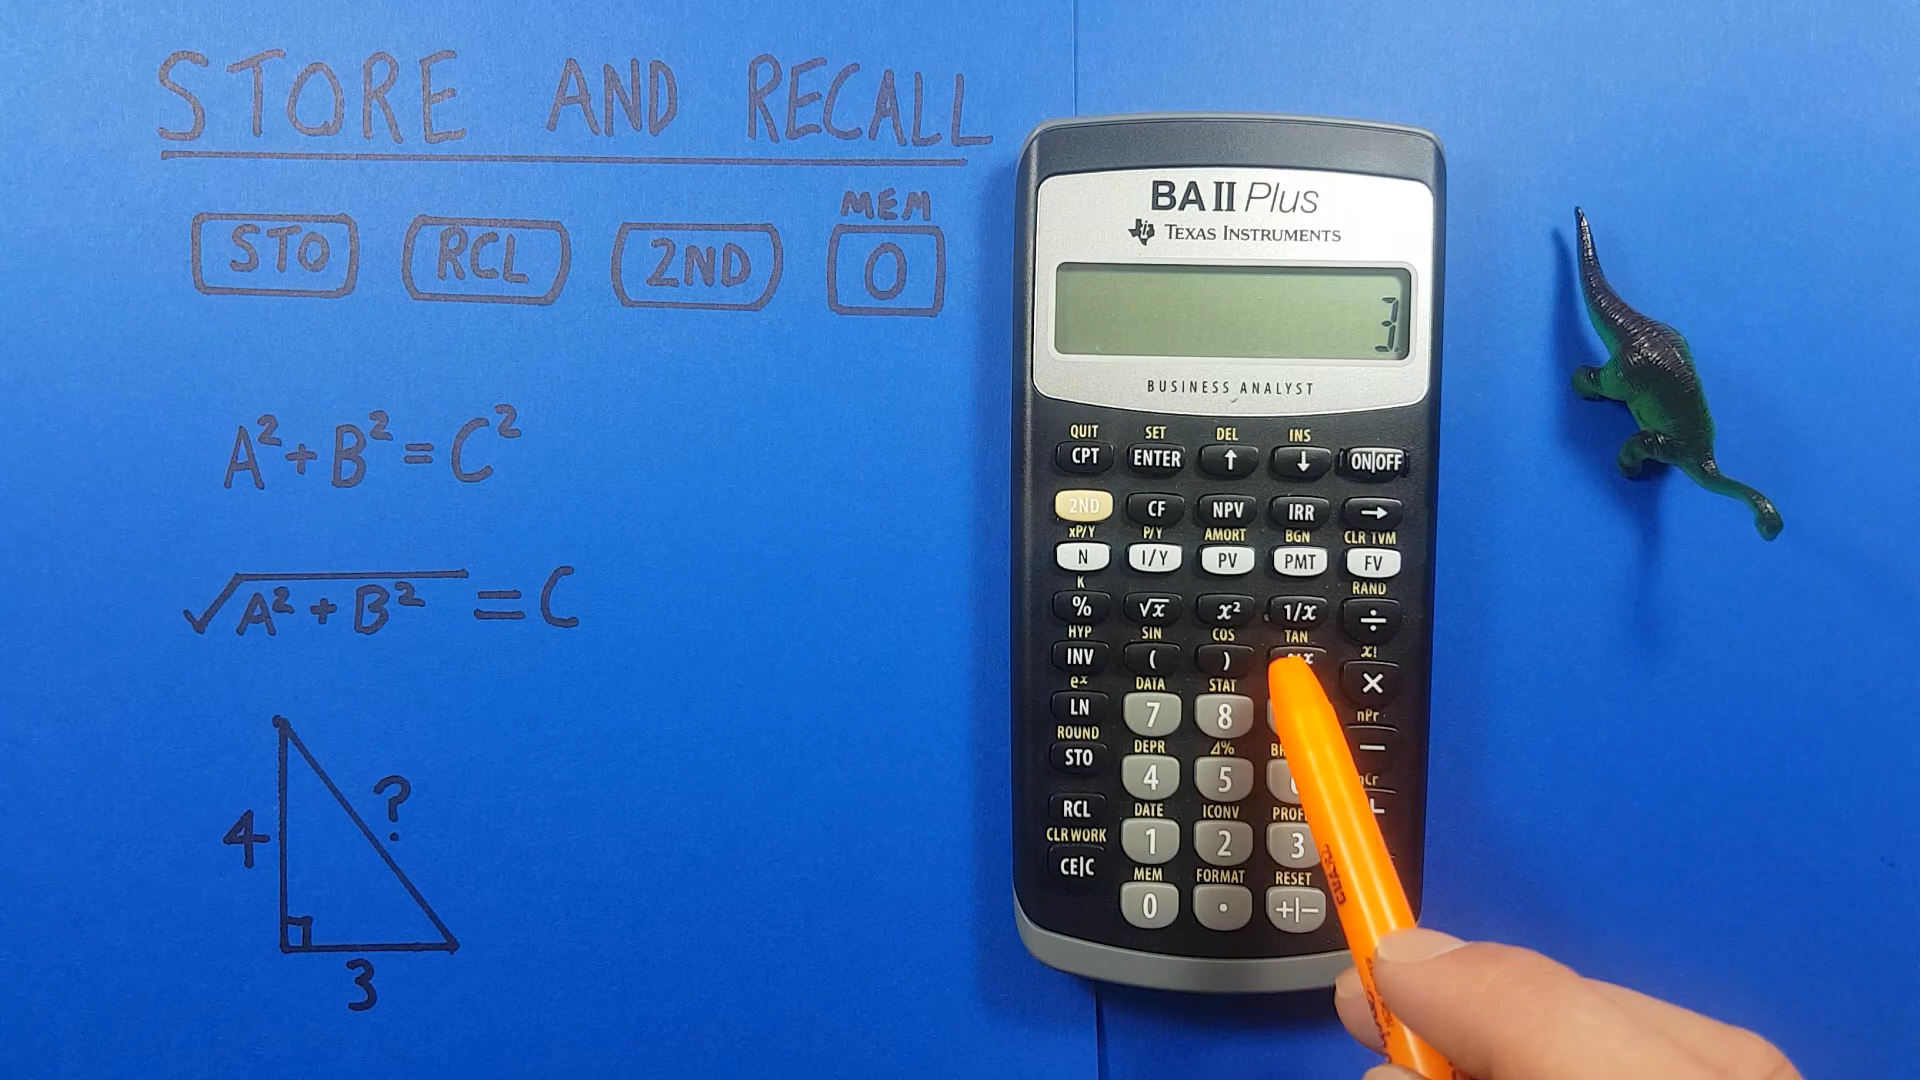 STORE AND RECALL
MEM
STO RCL 2ND 0
A²+B²=C²
√A²+B² = C
4 ?
3
BA II Plus
TEXAS INSTRUMENTS
3.
BUSINESS ANALYST
QUIT SET DEL INS
CPT ENTER ↑ ↓ ON|OFF
2ND CF NPV IRR →
xP/Y P/Y AMORT BGN CLR TVM
N I/Y PV PMT FV
K RAND
% √x x² 1/x ÷
HYP SIN COS TAN x!
INV ( ) ×
eˣ DATA STAT nPr
LN 7 8 −
ROUND DEPR Δ%
STO 4 5
DATE ICONV
RCL 1 2 3
CLR WORK
CE|C
MEM FORMAT RESET
0 . +|−